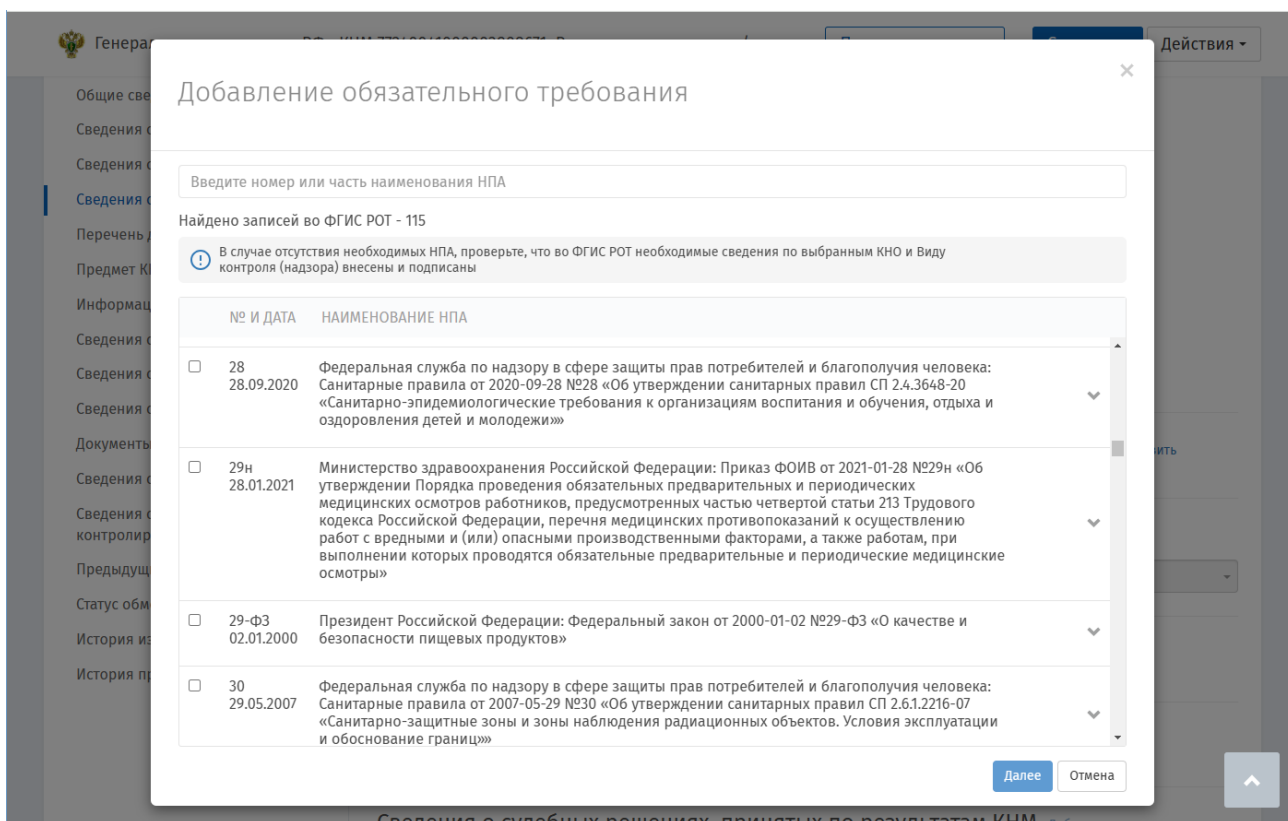 Генера
Действия
Добавление обязательного требования
×
Общие све
Сведения
Сведения
Сведения
Перечень
Предмет К
Информац
Сведения
Сведения
Сведения
Документы
Сведения
Сведения
контролир
Предыдущ
Статус обм
История из
История пр
Введите номер или часть наименования НПА
Найдено записей во ФГИС РОТ - 115
В случае отсутствия необходимых НПА, проверьте, что во ФГИС РОТ необходимые сведения по выбранным КНО и Виду
контроля (надзора) внесены и подписаны
№ И ДАТА НАИМЕНОВАНИЕ НПА
28 Федеральная служба по надзору в сфере защиты прав потребителей и благополучия человека:
28.09.2020 Санитарные правила от 2020-09-28 №28 «Об утверждении санитарных правил СП 2.4.3648-20
«Санитарно-эпидемиологические требования к организациям воспитания и обучения, отдыха и
оздоровления детей и молодежи»»
29н Министерство здравоохранения Российской Федерации: Приказ ФОИВ от 2021-01-28 №29н «Об
28.01.2021 утверждении Порядка проведения обязательных предварительных и периодических
медицинских осмотров работников, предусмотренных частью четвертой статьи 213 Трудового
кодекса Российской Федерации, перечня медицинских противопоказаний к осуществлению
работ с вредными и (или) опасными производственными факторами, а также работам, при
выполнении которых проводятся обязательные предварительные и периодические медицинские
осмотры»
29-ФЗ Президент Российской Федерации: Федеральный закон от 2000-01-02 №29-ФЗ «О качестве и
02.01.2000 безопасности пищевых продуктов»
30 Федеральная служба по надзору в сфере защиты прав потребителей и благополучия человека:
29.05.2007 Санитарные правила от 2007-05-29 №30 «Об утверждении санитарных правил СП 2.6.1.2216-07
«Санитарно-защитные зоны и зоны наблюдения радиационных объектов. Условия эксплуатации
и обоснование границ»»
ить
Далее Отмена
Сведения о судебных решениях, принятых по результатам КНМ